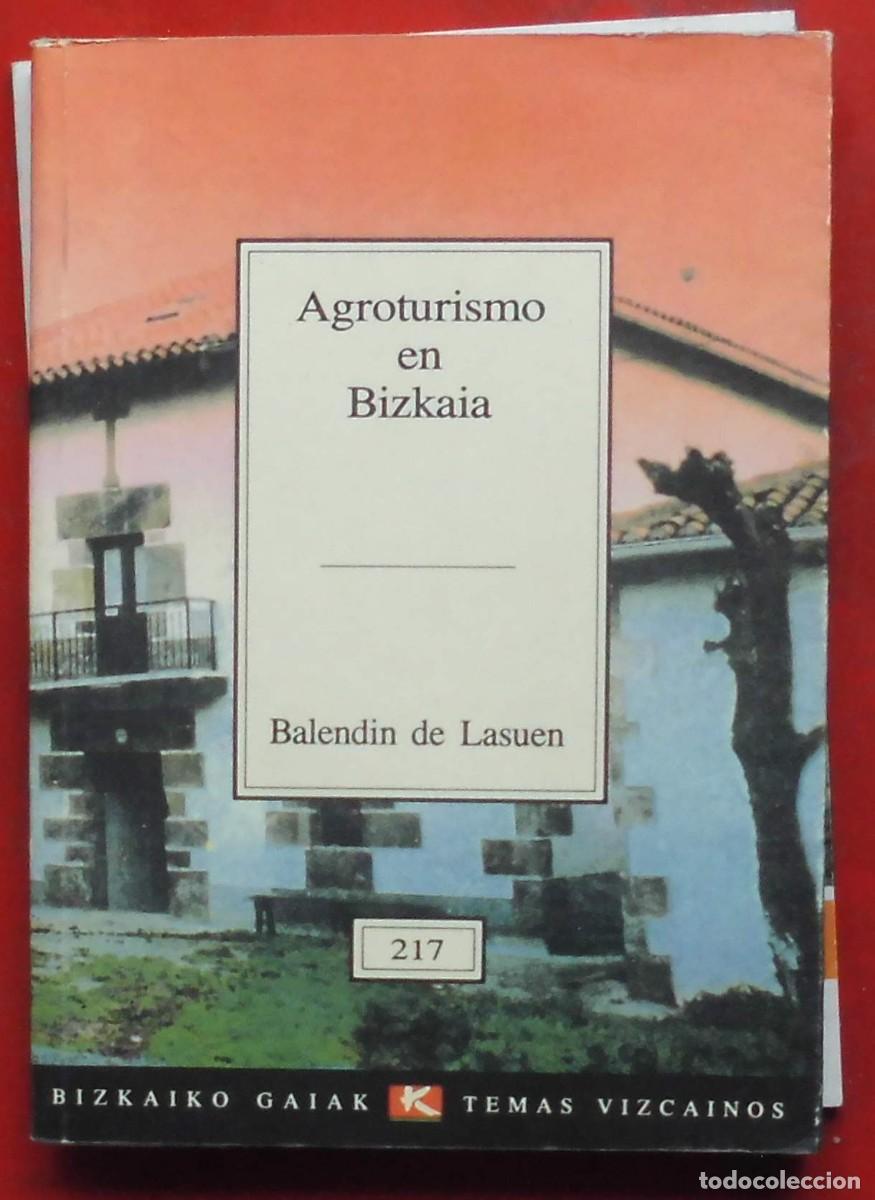 Agroturismo
en
Bizkaia
Balendin de Lasuen
217
BIZKAIKO GAIAK K TEMAS VIZCAINOS
todocoleccion